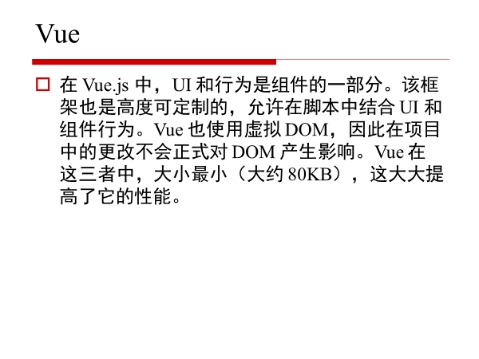 Vue
在 Vue.js 中，UI 和行为是组件的一部分。该框
架也是高度可定制的，允许在脚本中结合 UI 和
组件行为。Vue 也使用虚拟 DOM，因此在项目
中的更改不会正式对 DOM 产生影响。Vue 在
这三者中，大小最小（大约 80KB），这大大提
高了它的性能。